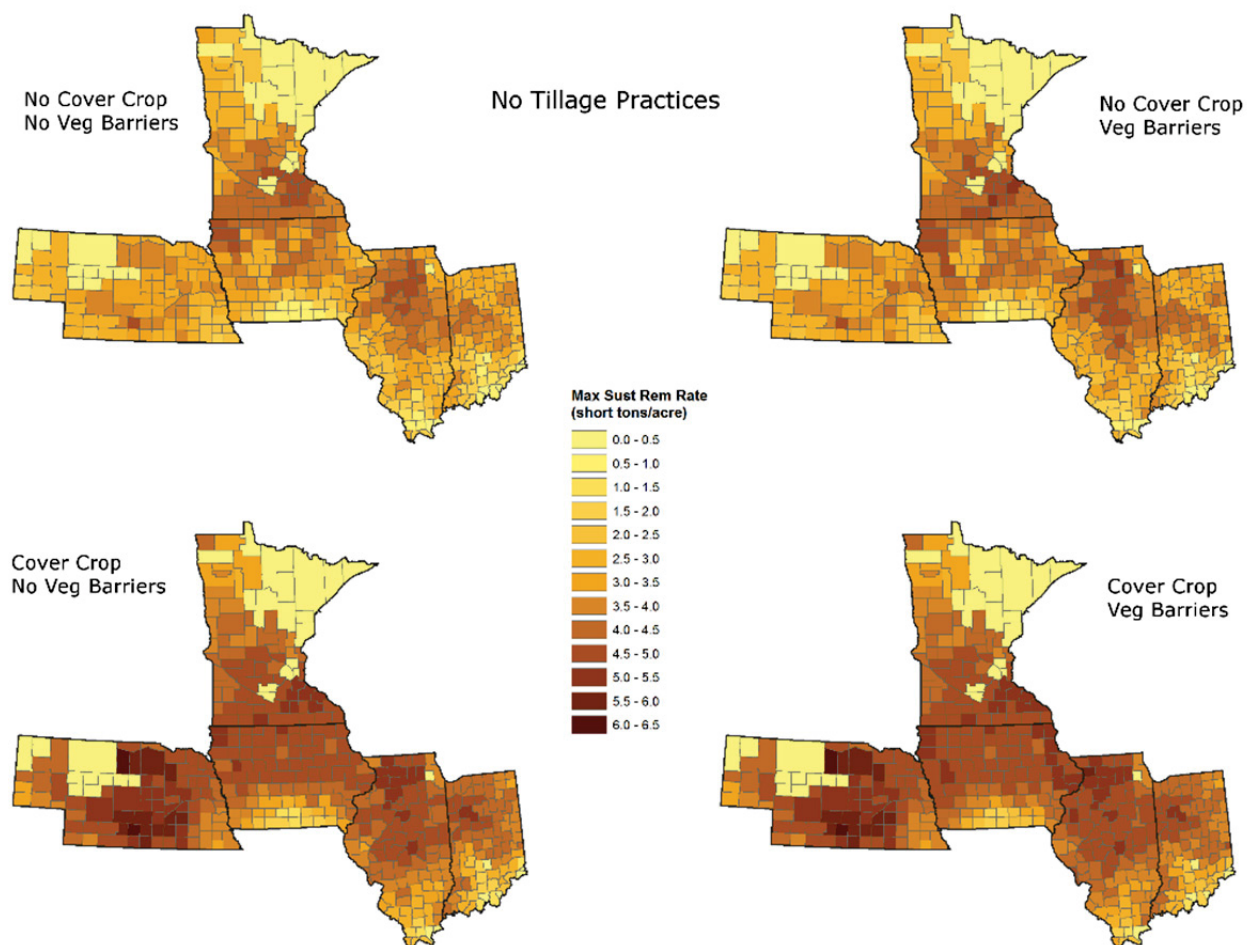 No Cover Crop
No Veg Barriers
No Tillage Practices
No Cover Crop
Veg Barriers
Max Sust Rem Rate
(short tons/acre)
0.0 - 0.5
0.5 - 1.0
1.0 - 1.5
1.5 - 2.0
2.0 - 2.5
2.5 - 3.0
3.0 - 3.5
3.5 - 4.0
4.0 - 4.5
4.5 - 5.0
5.0 - 5.5
5.5 - 6.0
6.0 - 6.5
Cover Crop
No Veg Barriers
Cover Crop
Veg Barriers